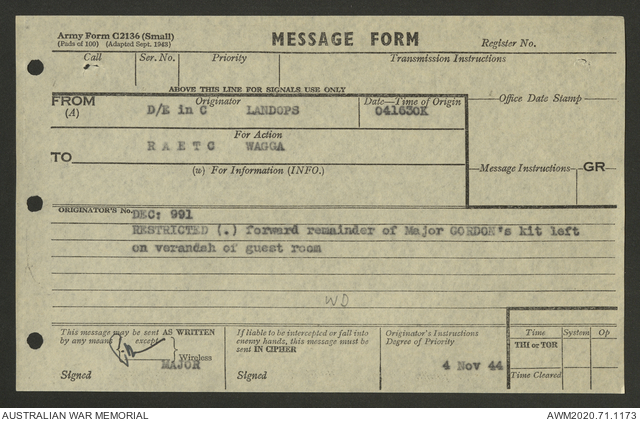 Army Form C2136 (Small)
(Pads of 100) (Adapted Sept. 1943)
MESSAGE FORM
Register No.
Call Ser. No. Priority Transmission Instructions
ABOVE THIS LINE FOR SIGNALS USE ONLY
FROM
(A)
Originator
D/E in C LANDOPS
Date—Time of Origin
041630K
Office Date Stamp
For Action
TO
R A E T C WAGGA
(w) For Information (INFO.)
Message Instructions GR
ORIGINATOR'S No. DEC: 991
RESTRICTED (.) forward remainder of Major GORDON's kit left
on verandah of guest room
WD
This message may be sent AS WRITTEN
by any means except
Wireless
MAJOR
Signed
If liable to be intercepted or fall into
enemy hands, this message must be
sent IN CIPHER
Signed
Originator's Instructions
Degree of Priority
4 Nov 44
Time System Op
THI or TOR
Time Cleared
AUSTRALIAN WAR MEMORIAL
AWM2020.71.1173